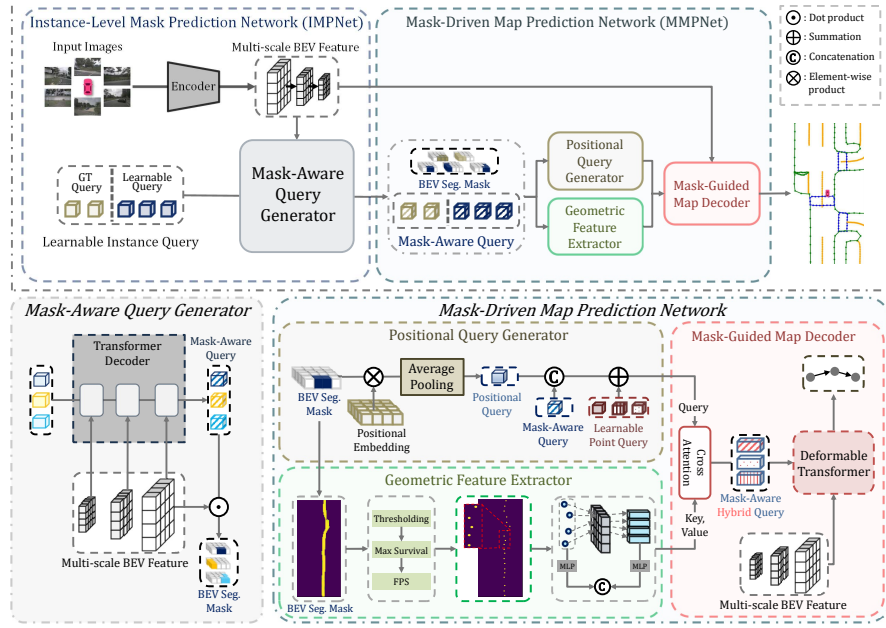 Instance-Level Mask Prediction Network (IMPNet)
Input Images
Multi-scale BEV Feature
Encoder
Mask-Aware
Query
Generator
GT
Query
Learnable
Query
Learnable Instance Query
Mask-Driven Map Prediction Network (MMPNet)
BEV Seg. Mask
Mask-Aware Query
Positional
Query
Generator
Geometric
Feature
Extractor
Mask-Guided
Map Decoder
: Dot product
: Summation
C : Concatenation
: Element-wise
product
Mask-Aware Query Generator
Transformer
Decoder
Mask-Aware
Query
Multi-scale BEV Feature
BEV Seg.
Mask
Mask-Driven Map Prediction Network
Positional Query Generator
BEV Seg.
Mask
Positional
Embedding
Average
Pooling
Positional
Query
C
Mask-Aware
Query
Learnable
Point Query
Geometric Feature Extractor
BEV Seg. Mask
Thresholding
Max Survival
FPS
MLP
MLP
C
Mask-Guided Map Decoder
Query
Cross
Attention
Key,
Value
Mask-Aware
Hybrid Query
Deformable
Transformer
Multi-scale BEV Feature